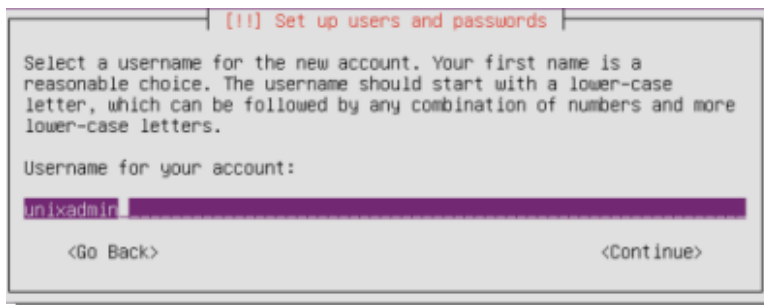 [!!] Set up users and passwords
Select a username for the new account. Your first name is a
reasonable choice. The username should start with a lower-case
letter, which can be followed by any combination of numbers and more
lower-case letters.
Username for your account:
unixadmin
<Go Back> <Continue>